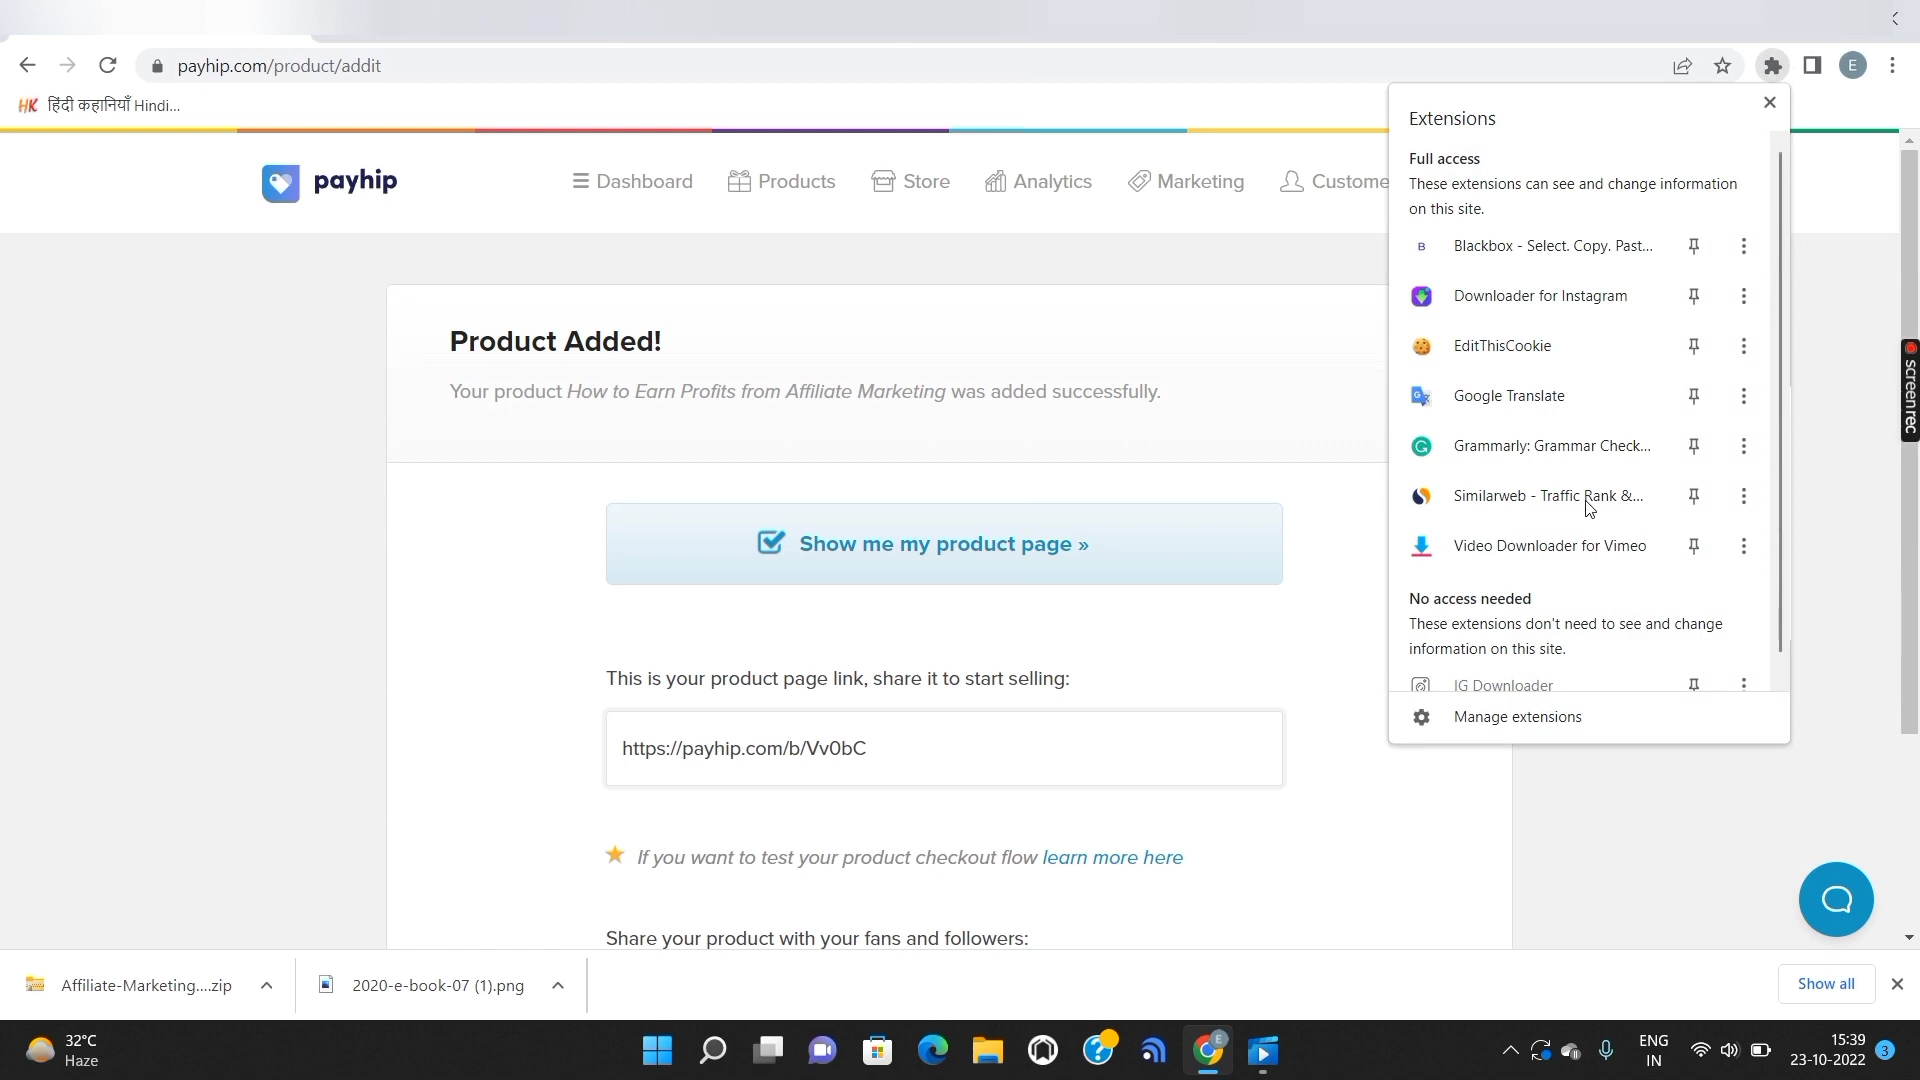 payhip.com/product/addit
E
HK हिंदी कहानियाँ Hindi...
payhip
Dashboard
Products
Store
Analytics
Marketing
Custome
Extensions
Full access
These extensions can see and change information
on this site.
B Blackbox - Select. Copy. Past...
Downloader for Instagram
EditThisCookie
Google Translate
Grammarly: Grammar Check...
Similarweb - Traffic Rank &...
Video Downloader for Vimeo
No access needed
These extensions don't need to see and change
information on this site.
IG Downloader
Manage extensions
Product Added!
Your product How to Earn Profits from Affiliate Marketing was added successfully.
Show me my product page »
This is your product page link, share it to start selling:
https://payhip.com/b/Vv0bC
If you want to test your product checkout flow learn more here
Share your product with your fans and followers:
screenrec
Affiliate-Marketing....zip
2020-e-book-07 (1).png
Show all
32°C
Haze
E
ENG
IN
15:39
23-10-2022
3